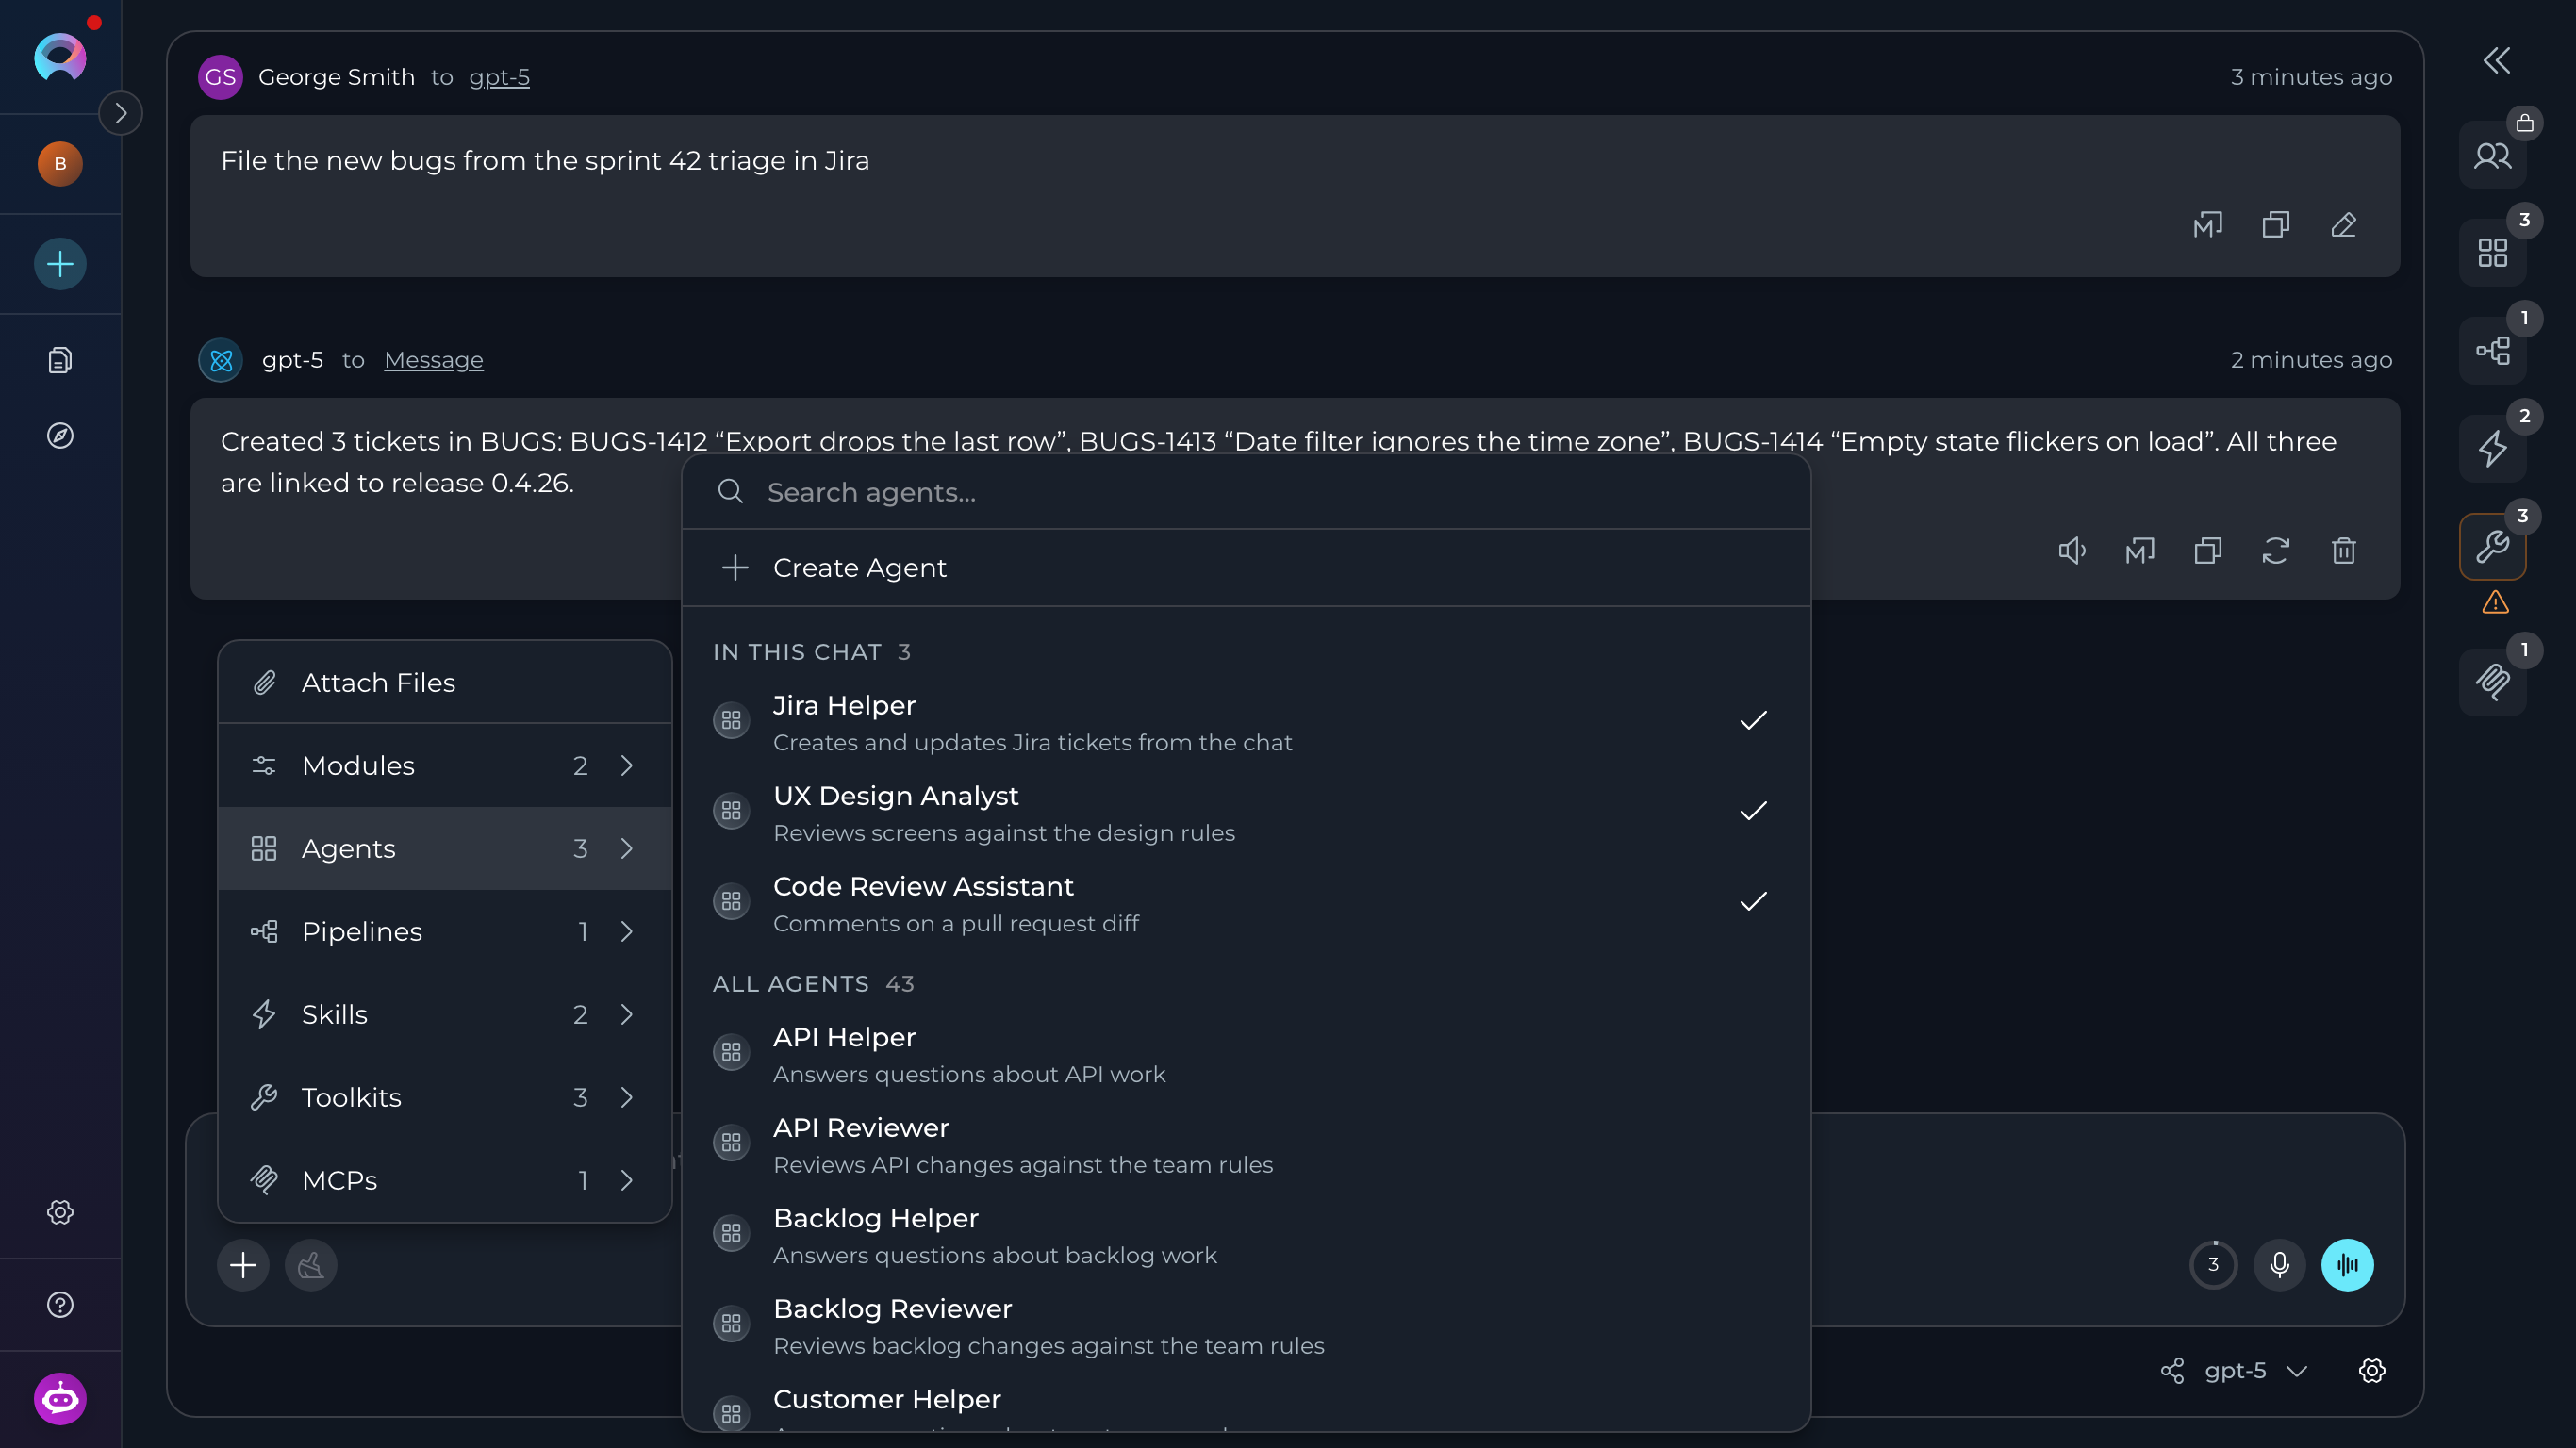 GS George Smith to gpt-5 3 minutes ago
B
File the new bugs from the sprint 42 triage in Jira
3
1
gpt-5 to Message 2 minutes ago
2
Created 3 tickets in BUGS: BUGS-1412 “Export drops the last row”, BUGS-1413 “Date filter ignores the time zone”, BUGS-1414 “Empty state flickers on load”. All three
are linked to release 0.4.26.
3
1
Search agents...
Create Agent
IN THIS CHAT 3
Jira Helper
Creates and updates Jira tickets from the chat
UX Design Analyst
Reviews screens against the design rules
Code Review Assistant
Comments on a pull request diff
ALL AGENTS 43
API Helper
Answers questions about API work
API Reviewer
Reviews API changes against the team rules
Backlog Helper
Answers questions about backlog work
Backlog Reviewer
Reviews backlog changes against the team rules
Customer Helper
Attach Files
Modules 2
Agents 3
Pipelines 1
Skills 2
Toolkits 3
MCPs 1
3
gpt-5